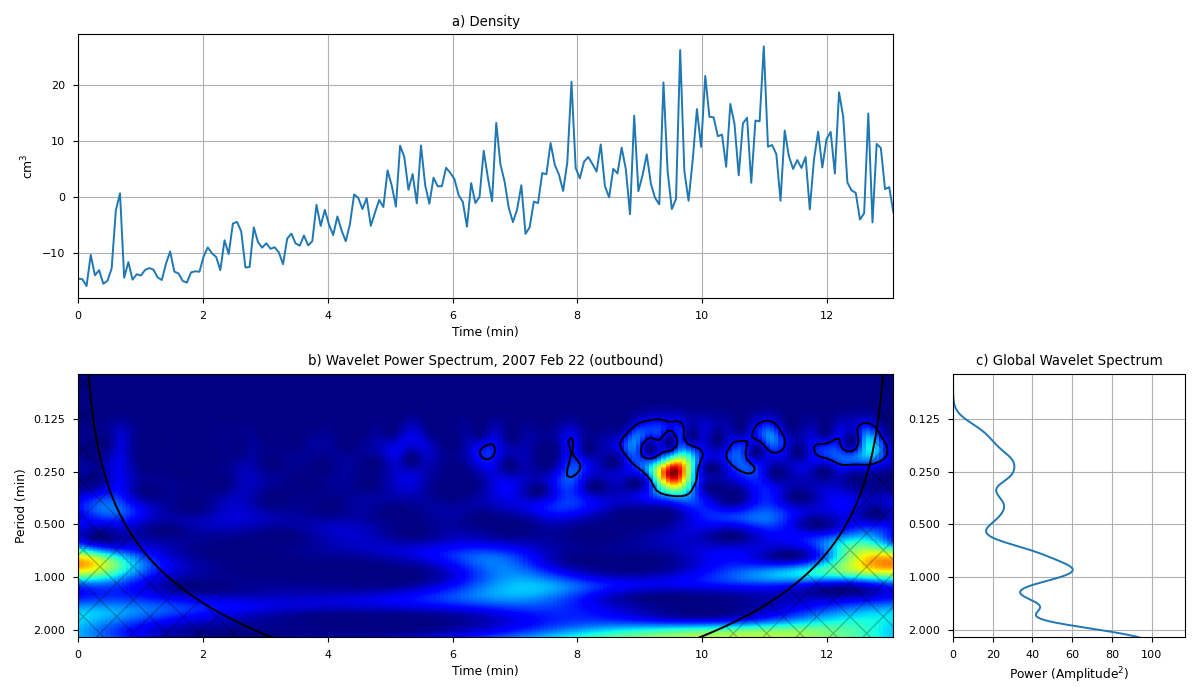 a) Density
cm³
20
10
0
−10
0 2 4 6 8 10 12
Time (min)
b) Wavelet Power Spectrum, 2007 Feb 22 (outbound)
Period (min)
0.125
0.250
0.500
1.000
2.000
0 2 4 6 8 10 12
Time (min)
c) Global Wavelet Spectrum
0.125
0.250
0.500
1.000
2.000
0 20 40 60 80 100
Power (Amplitude²)